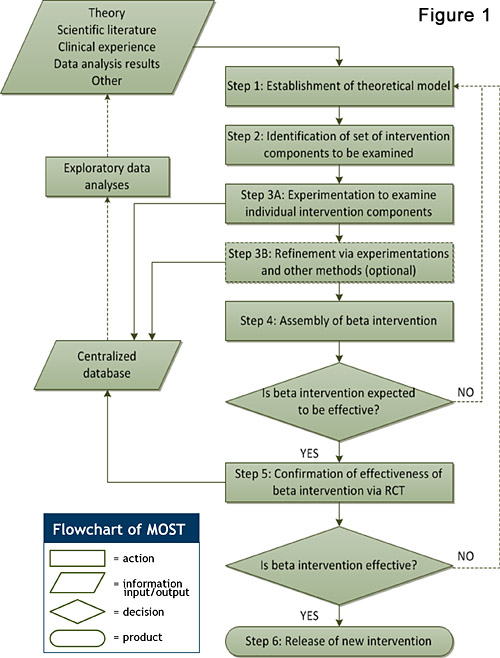 Figure 1
Theory
Scientific literature
Clinical experience
Data analysis results
Other
Step 1: Establishment of theoretical model
Step 2: Identification of set of intervention
components to be examined
Exploratory data
analyses
Step 3A: Experimentation to examine
individual intervention components
Step 3B: Refinement via experimentations
and other methods (optional)
Step 4: Assembly of beta intervention
Centralized
database
Is beta intervention expected
to be effective?
NO
YES
Step 5: Confirmation of effectiveness of
beta intervention via RCT
Flowchart of MOST
= action
= information
input/output
= decision
= product
Is beta intervention effective?
NO
YES
Step 6: Release of new intervention